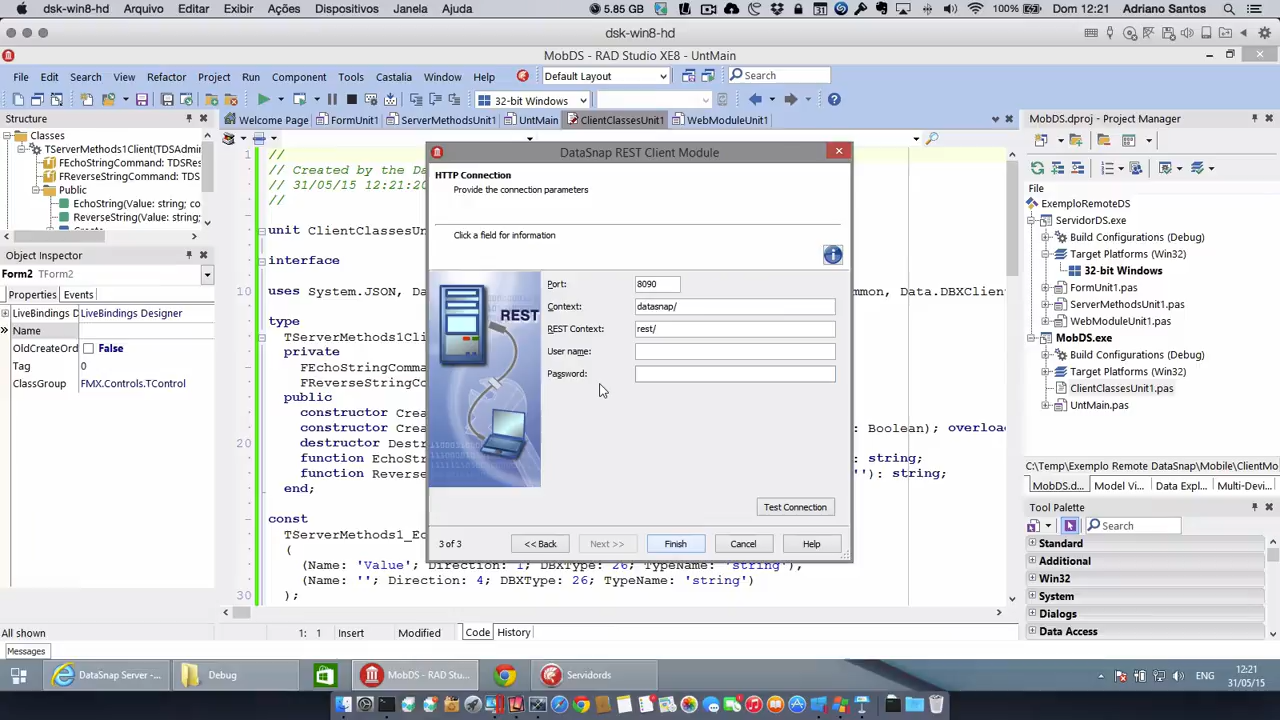 dsk-win8-hd Arquivo Editar Exibir Ações Dispositivos Janela Ajuda 5.85 GB 100% Dom 12:21 Adriano Santos
dsk-win8-hd
MobDS - RAD Studio XE8 - UntMain
File Edit Search View Refactor Project Run Component Tools Castalia Window Help Default Layout Search
32-bit Windows
Structure
Classes
TServerMethods1Client(TDSAdmin
FEchoStringCommand: TDSRes
FReverseStringCommand: TDS
Public
EchoString(Value: string; co
ReverseString(Value: string;
Object Inspector
Form2 TForm2
Properties Events
LiveBindings D LiveBindings Designer
Name
OldCreateOrd False
Tag 0
ClassGroup FMX.Controls.TControl
All shown
Messages
Welcome Page FormUnit1 ServerMethodsUnit1 UntMain ClientClassesUnit1 WebModuleUnit1
1 //
// Created by the Da
// 31/05/15 12:21:20
//
unit ClientClassesUn
interface
10 uses System.JSON, Da mmon, Data.DBXClien
type
TServerMethods1Cli
private
FEchoStringComma
FReverseStringCo
public
constructor Crea
constructor Crea : Boolean); overloa
20 destructor Destr
function EchoStr : string;
function Reverse ''): string;
end;
const
TServerMethods1_Ec
(
(Name: 'Value'; Direction: 1; DBXType: 26; TypeName: 'string'),
(Name: ''; Direction: 4; DBXType: 26; TypeName: 'string')
30 );
1: 1 Insert Modified Code History
DataSnap REST Client Module
HTTP Connection
Provide the connection parameters
Click a field for information
REST
Port: 8090
Context: datasnap/
REST Context: rest/
User name:
Password:
Test Connection
3 of 3 << Back Next >> Finish Cancel Help
MobDS.dproj - Project Manager
File
ExemploRemoteDS
ServidorDS.exe
Build Configurations (Debug)
Target Platforms (Win32)
32-bit Windows
FormUnit1.pas
ServerMethodsUnit1.pas
WebModuleUnit1.pas
MobDS.exe
Build Configurations (Debug)
Target Platforms (Win32)
ClientClassesUnit1.pas
UntMain.pas
C:\Temp\Exemplo Remote DataSnap\Mobile\ClientMo
MobDS.d... Model Vi... Data Expl... Multi-Devi...
Tool Palette
Search
Standard
Additional
Win32
System
Dialogs
Data Access
DataSnap Server -... Debug MobDS - RAD Stu... Servidords ENG 12:21
31/05/15